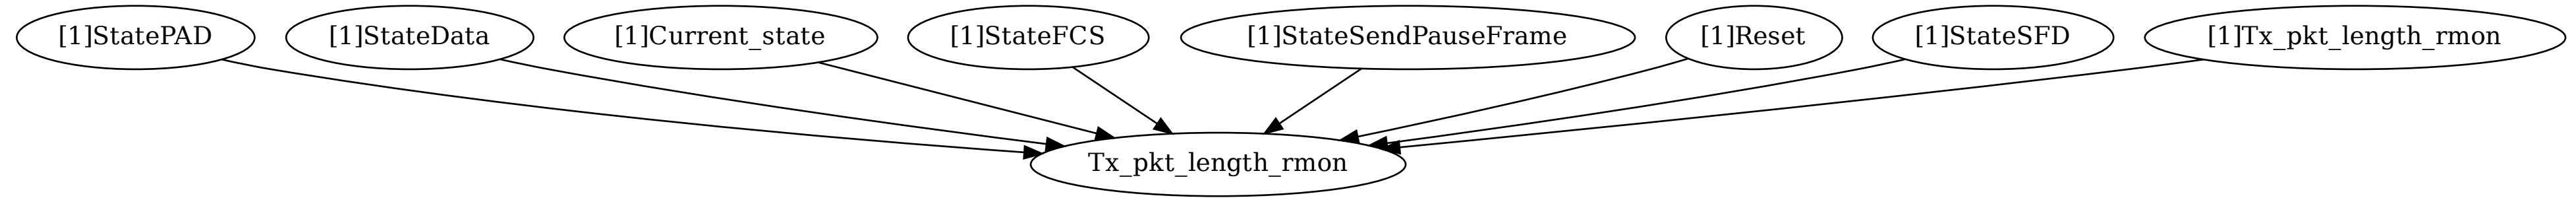 [1]StatePAD
[1]StateData
[1]Current_state
[1]StateFCS
[1]StateSendPauseFrame
[1]Reset
[1]StateSFD
[1]Tx_pkt_length_rmon
Tx_pkt_length_rmon